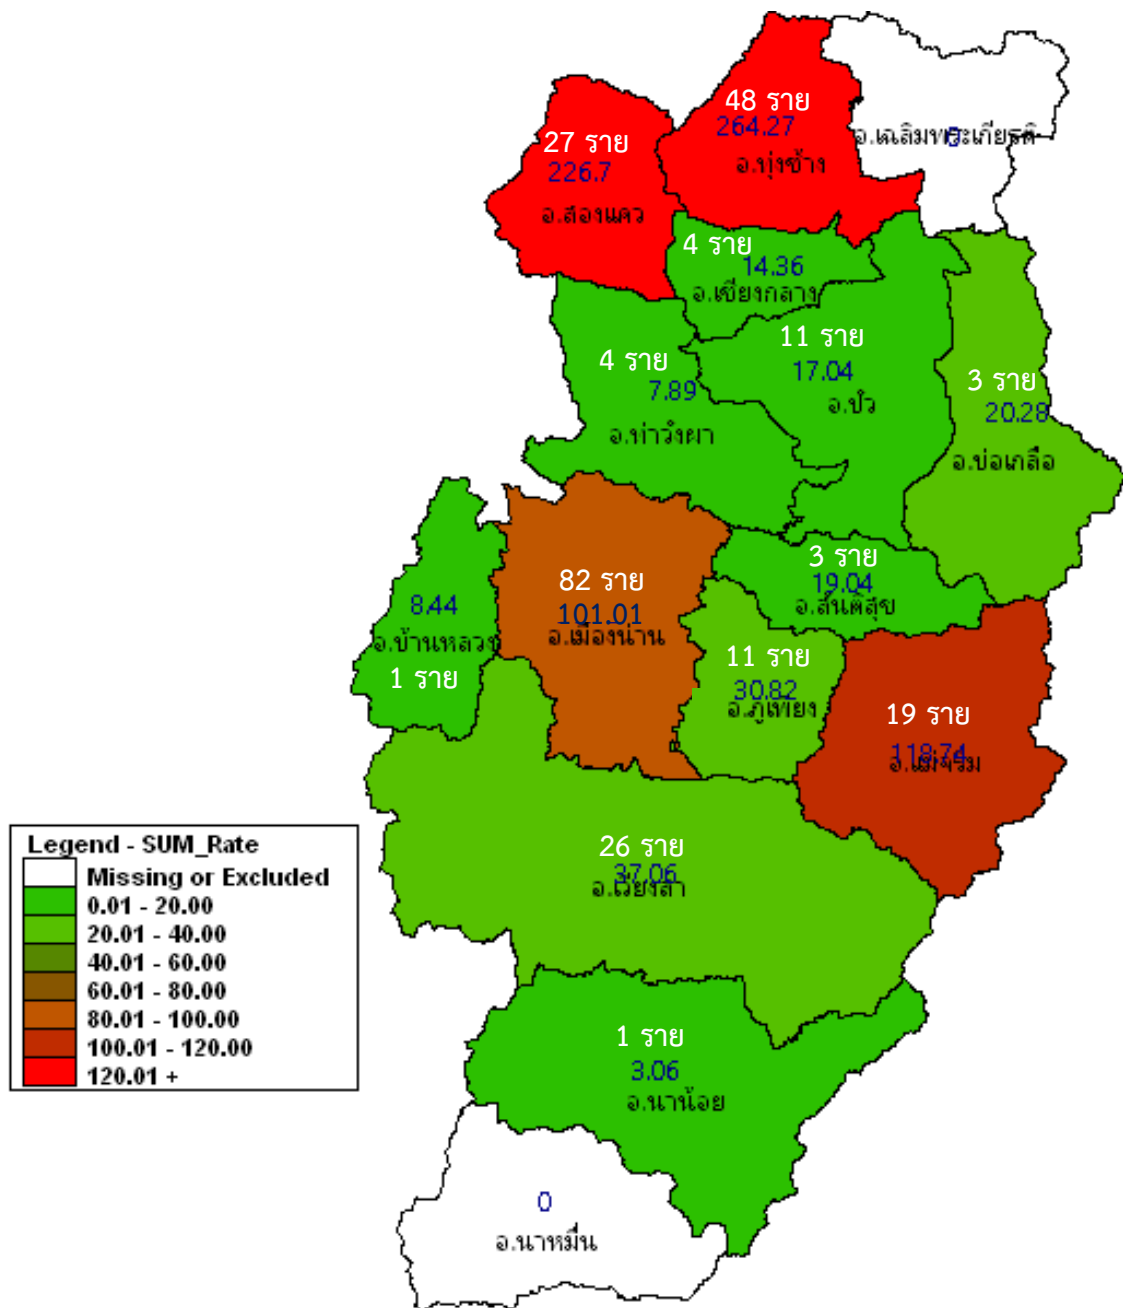 48 ราย
264.27
อ.ทุ่งช้าง
0
อ.เฉลิมพระเกียรติ
27 ราย
226.7
อ.สองแคว
4 ราย
14.36
อ.เชียงกลาง
11 ราย
17.04
อ.ปัว
4 ราย
7.89
อ.ท่าวังผา
3 ราย
20.28
อ.บ่อเกลือ
3 ราย
19.04
อ.สันติสุข
82 ราย
101.01
อ.เมืองน่าน
8.44
อ.บ้านหลวง
1 ราย
11 ราย
30.82
อ.ภูเพียง
19 ราย
118.74
อ.แม่จริม
26 ราย
37.06
อ.เวียงสา
Legend - SUM_Rate
Missing or Excluded
0.01 - 20.00
20.01 - 40.00
40.01 - 60.00
60.01 - 80.00
80.01 - 100.00
100.01 - 120.00
120.01 +
1 ราย
3.06
อ.นาน้อย
0
อ.นาหมื่น